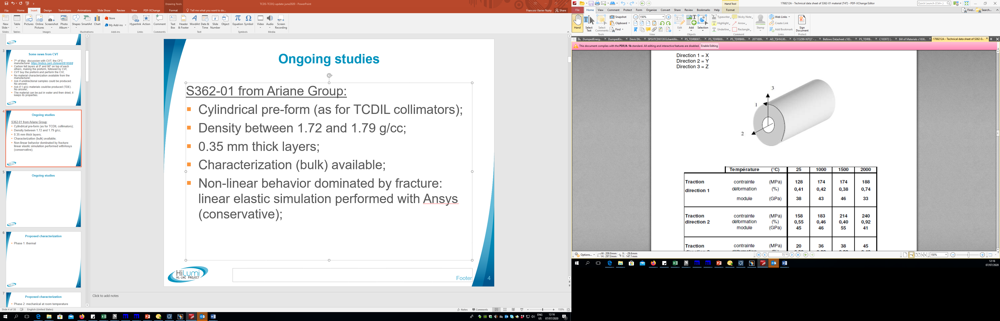 TCDS-TCDQ-update-june2020 - PowerPoint
Drawing Tools
File Home Insert Design Transitions Animations Slide Show Review View PDF-XChange Format Tell me what you want to do...
Francois-Xavier Nuiry Share
New Slide Table Pictures Online Pictures Screenshot Photo Album Shapes SmartArt Chart Store My Add-ins Hyperlink Action Comment Text Box Header & Footer WordArt Date & Time Slide Number Object Equation Symbol Video Audio Screen Recording
Slides Tables Images Illustrations Add-ins Links Comments Text Symbols Media
3
Some news from CVT
7th of May: discussion with CVT, the CFC
manufacturer. https://indico.cern.ch/event/916580/
Carbon felt layers at 0° and 90° on top of each
others, making the preform, followed by CVI;
CVT buy the preform and perform the CVI;
No material characterization available from the
manufacturer;
Ask if unidirectional samples could be produced.
No answer;
Ask if 1 g/cc materials could be produced (TDE).
No answer;
The material can be put in water and then dried, it
keeps its properties.
4
Ongoing studies
S362-01 from Ariane Group:
Cylindrical pre-form (as for TCDIL collimators);
Density between 1.72 and 1.79 g/cc;
0.35 mm thick layers;
Characterization (bulk) available;
Non-linear behavior dominated by fracture:
linear elastic simulation performed withAnsys
(conservative);
5
Ongoing studies
6
Proposed characterization
Phase 1: thermal
7
Proposed characterization
Phase 2: mechanical at room temperature
Ongoing studies
S362-01 from Ariane Group:
Cylindrical pre-form (as for TCDIL collimators);
Density between 1.72 and 1.79 g/cc;
0.35 mm thick layers;
Characterization (bulk) available;
Non-linear behavior dominated by fracture:
linear elastic simulation performed with Ansys
(conservative);
HiLumi
HL-LHC PROJECT
Footer 4
Click to add notes
Slide 4 of 38 English (United States)
Notes Comments 155%
ENG
US
12:16
07/07/2020
Hand Tool
1768212A - Technical data sheet of S362-01 material (T47) - PDF-XChange Editor
Quick Launch (Ctrl+.)
File Home View Comment Protect Form Organize Convert Share Review Bookmarks Help Format
Find... Search...
Hand Select Text Select Comments Snapshot Clipboard Find 150% Edit Add Selection Typewriter Highlight Underline Sticky Note Arrow Rectangle Stamp Web Links Create Link Add Bookmark Sign Document
Tools View Objects Comment Links Protect
DumpedEnerg.. DumpedEn.. Devis D6.. SPSXTCDI0139 Echantillo.. PS_TDIRB007.. PS_TDIRB00.. PS_TDIRB00.. 2071009.. AD_TSHVL00.. Q-113299-N7Q7 - .. Bellows Datasheet c183.. PS_TDIRB.. C183972 (.. Bill of Materials c1838.. 1768212A - Technical data sheet of S362-0..
This document complies with the PDF/A-1b standard. All editing and interactive features are disabled. Enable Editing
Direction 1 = X
Direction 2 = Y
Direction 3 = Z
3
1
2
Température (°C) 25 1000 1500 2000
Traction contrainte (MPa) 128 174 174 188
direction 1 déformation (%) 0,41 0,42 0,38 0,74
module (GPa) 38 43 46 33
Traction contrainte (MPa) 158 183 214 240
direction 2 déformation (%) 0,55 0,46 0,40 0,92
module (GPa) 45 46 55 41
Traction contrainte (MPa) 20 36 38 45
Options... W: 209.9mm X: -29.6mm
H: 297.0mm Y: 147.1mm
7/18
150%
12:16
07/07/2020